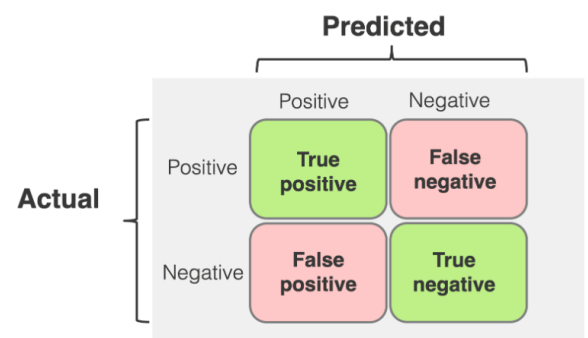 Predicted
Positive Negative
Actual
Positive
True
positive
False
negative
Negative
False
positive
True
negative